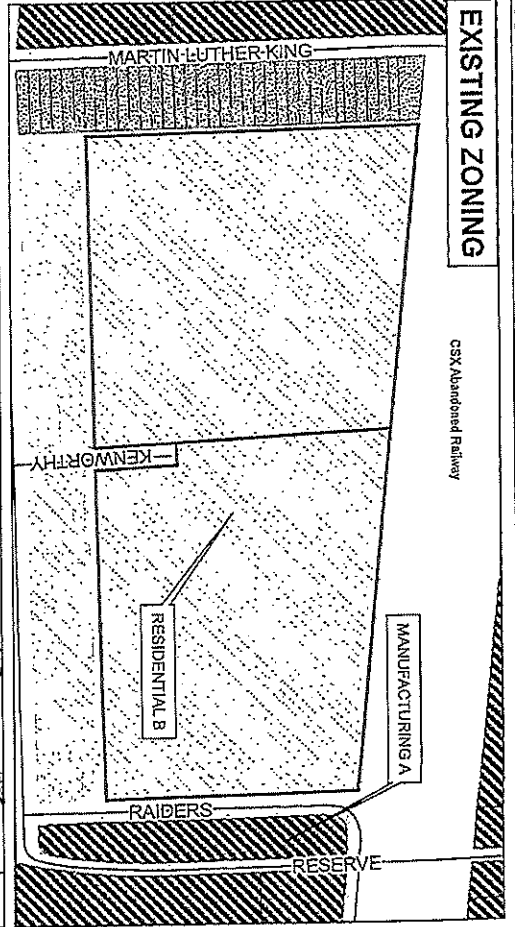 EXISTING ZONING
CSX Abandoned Railway
MARTIN-LUTHER-KING
KENWORTHY
RESIDENTIAL B
MANUFACTURING A
RAIDERS
RESERVE